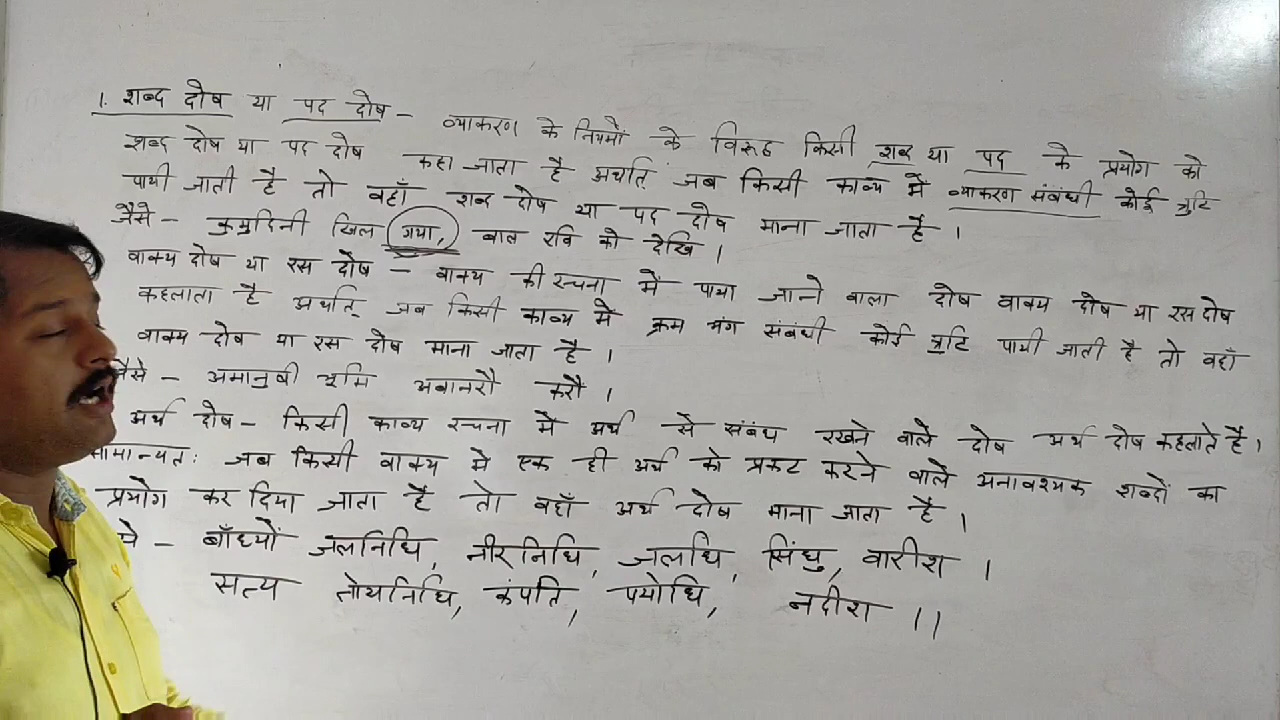 1. शब्द दोष या पद दोष - व्याकरण के नियमों के विरूद्ध किसी शब्द या पद के प्रयोग को
शब्द दोष या पद दोष कहा जाता है अर्थात् जब किसी काव्य में व्याकरण संबंधी कोई त्रुटि
पायी जाती है तो वहाँ शब्द दोष या पद दोष माना जाता है।
जैसे - कुमुदिनी खिल गया, बाल रवि को देखि।
वाक्य दोष या रस दोष - वाक्य की रचना में पाया जाने वाला दोष वाक्य दोष या रस दोष
कहलाता है अर्थात् जब किसी काव्य में क्रम भंग संबंधी कोई त्रुटि पायी जाती है तो वहाँ
वाक्य दोष या रस दोष माना जाता है।
जैसे - अमानुषी भूमि अबानरौ करौ।
अर्थ दोष - किसी काव्य रचना में अर्थ से संबंध रखने वाले दोष अर्थ दोष कहलाते हैं।
सामान्यत: जब किसी वाक्य में एक ही अर्थ को प्रकट करने वाले अनावश्यक शब्दों का
प्रयोग कर दिया जाता है तो वहाँ अर्थ दोष माना जाता है।
- बाँध्यों जलनिधि, नीरनिधि, जलधि, सिंधु, वारीश।
सत्य तोयनिधि, कंपति, पयोधि, नदीश।।